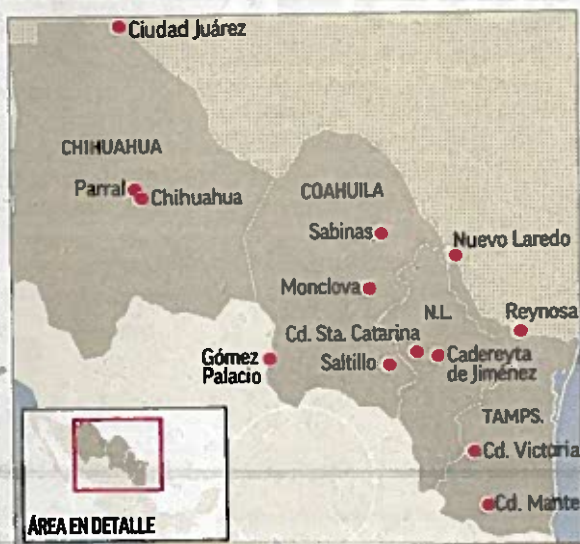 Ciudad Juárez
CHIHUAHUA
Parral
Chihuahua
COAHUILA
Sabinas
Nuevo Laredo
Monclova
N.L.
Reynosa
Cd. Sta. Catarina
Gómez
Palacio
Saltillo
Cadereyta
de Jiménez
TAMPS.
Cd. Victoria
Cd. Mante
ÁREA EN DETALLE